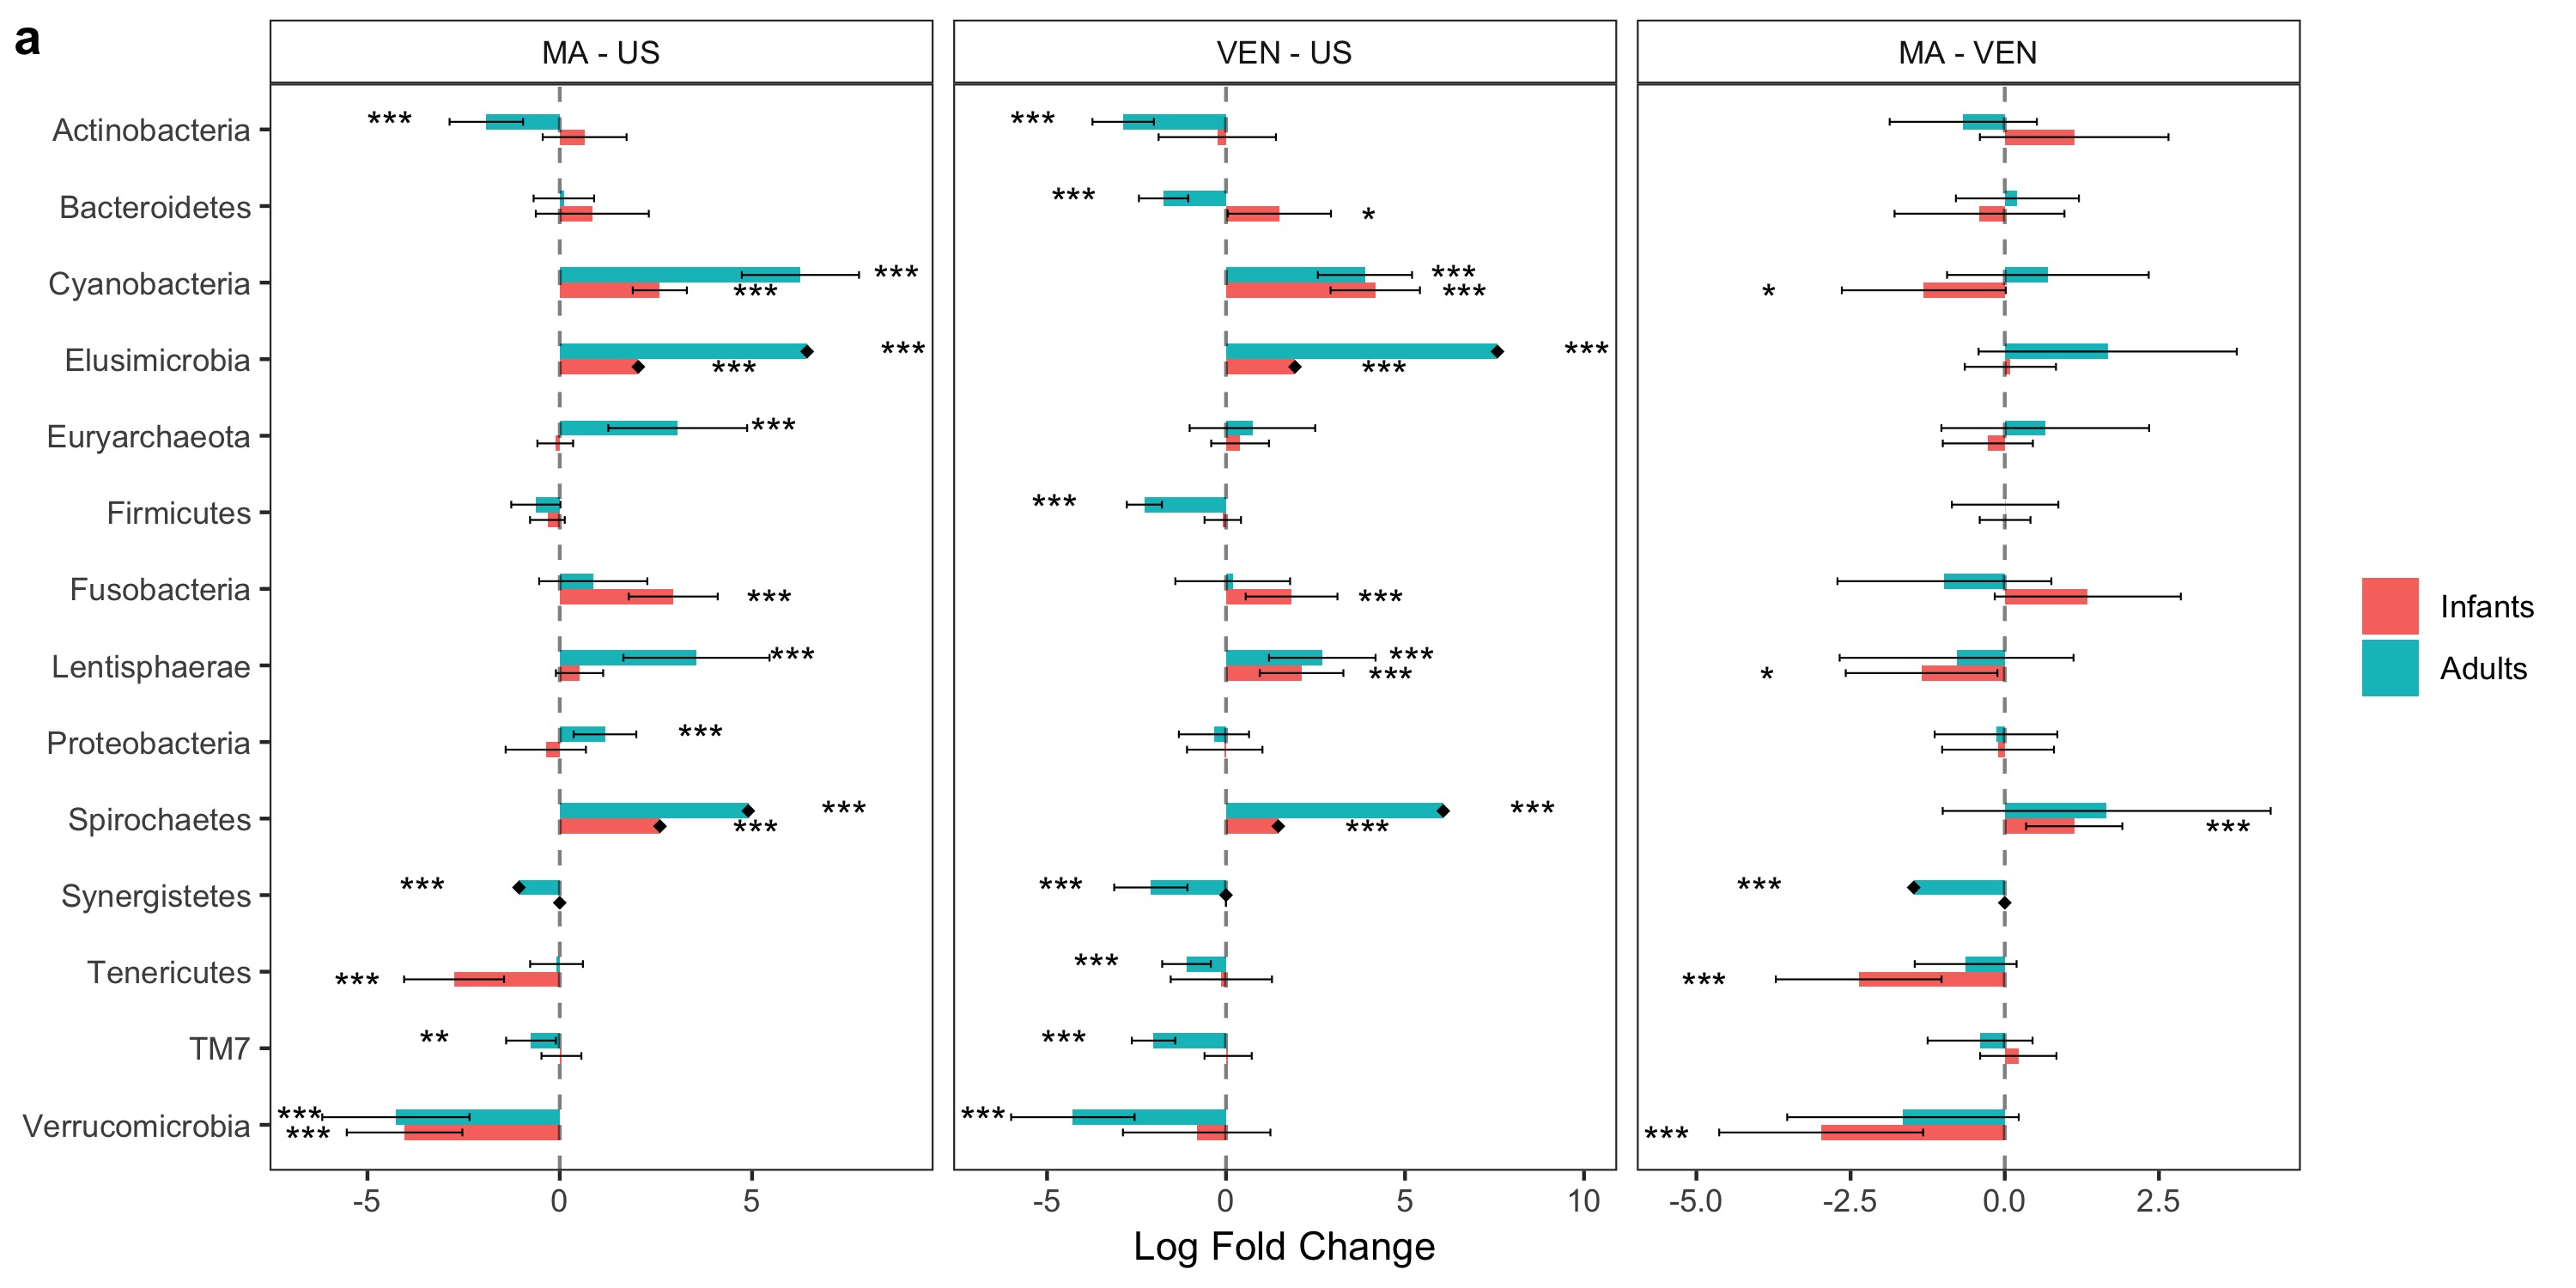 a
MA - US
VEN - US
MA - VEN
Actinobacteria
*** ***
Bacteroidetes
***
*
Cyanobacteria
*** ***
*** *** *
Elusimicrobia
*** ***
*** ***
Euryarchaeota
***
Firmicutes
***
Fusobacteria
*** ***
Infants
Lentisphaerae
*** ***
*** *
Adults
Proteobacteria
***
Spirochaetes
*** ***
*** *** ***
Synergistetes
*** *** ***
Tenericutes
***
*** ***
TM7
** ***
Verrucomicrobia
*** ***
*** ***
-5 0 5
-5 0 5 10
-5.0 -2.5 0.0 2.5
Log Fold Change